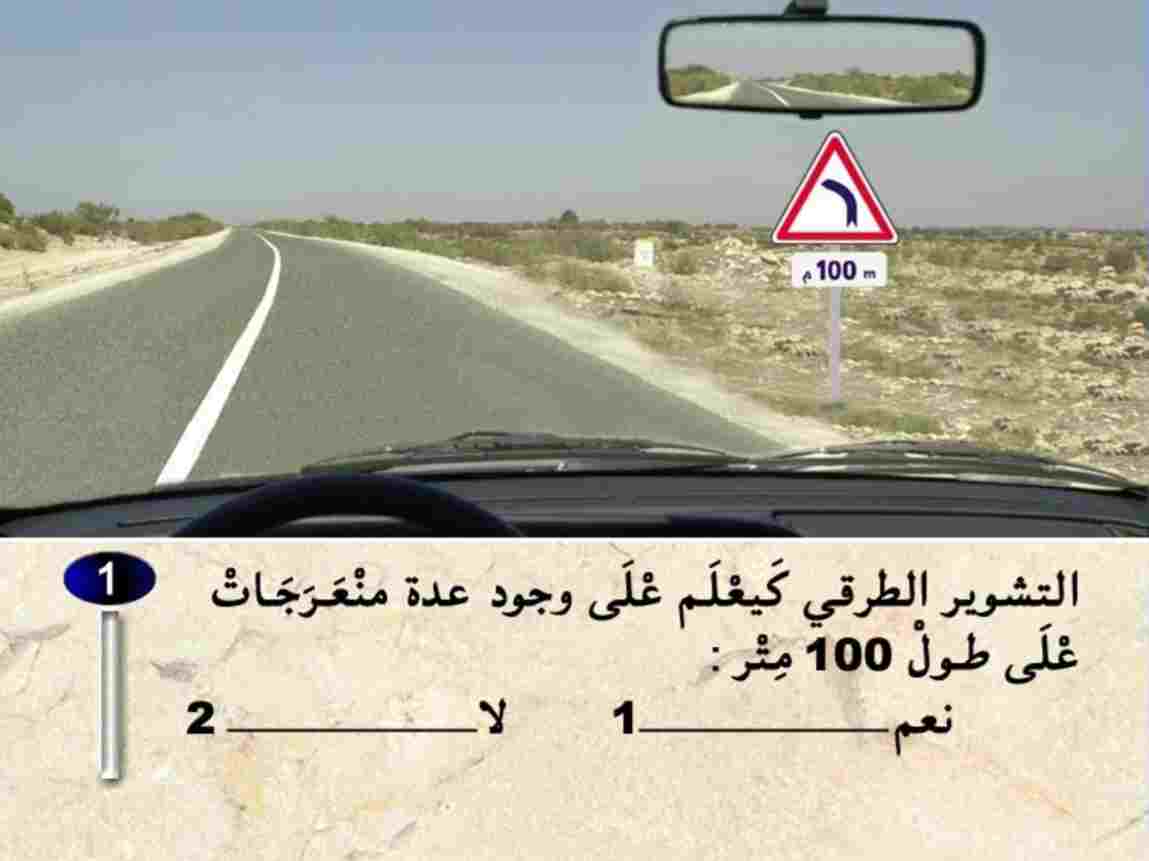 م 100 m
1
التشوير الطرقي كَيعْلَم عْلَى وجود عدة منْعَرَجَاتْ
عْلَى طولْ 100 مِتْر :
نعم 1 لا 2